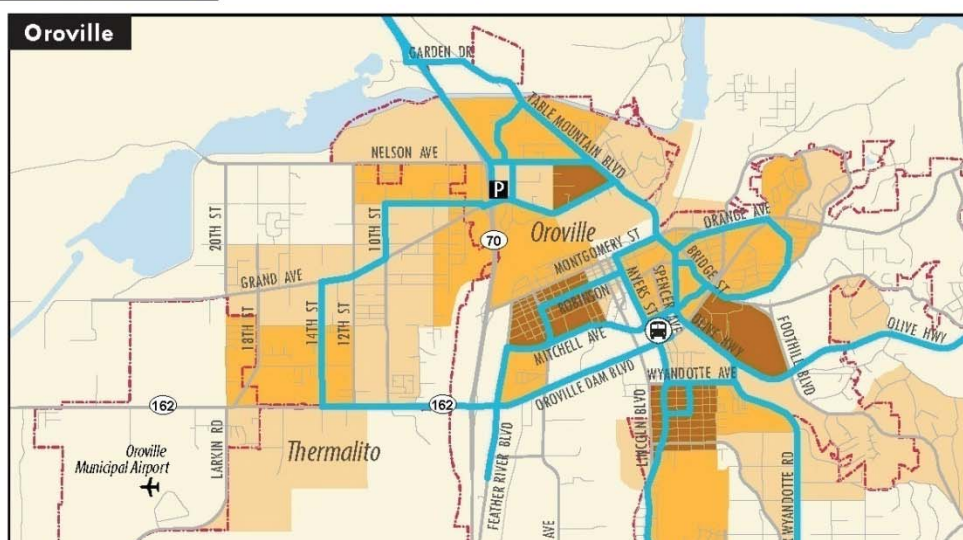 Oroville
GARDEN DR
TABLE MOUNTAIN BLVD
NELSON AVE
P
20TH ST
10TH ST
70
Oroville
ORANGE AVE
MONTGOMERY ST
BRIDGE ST
GRAND AVE
MYERS ST
SPENCER AVE
ROBINSON
18TH ST
14TH ST
12TH ST
MITCHELL AVE
OLIVE HWY
FOOTHILL BLVD
OLIVE HWY
OROVILLE DAM BLVD
WYANDOTTE AVE
162
162
LARKIN RD
Thermalito
FEATHER RIVER BLVD
LINCOLN BLVD
Oroville
Municipal Airport
AVE
WYANDOTTE RD